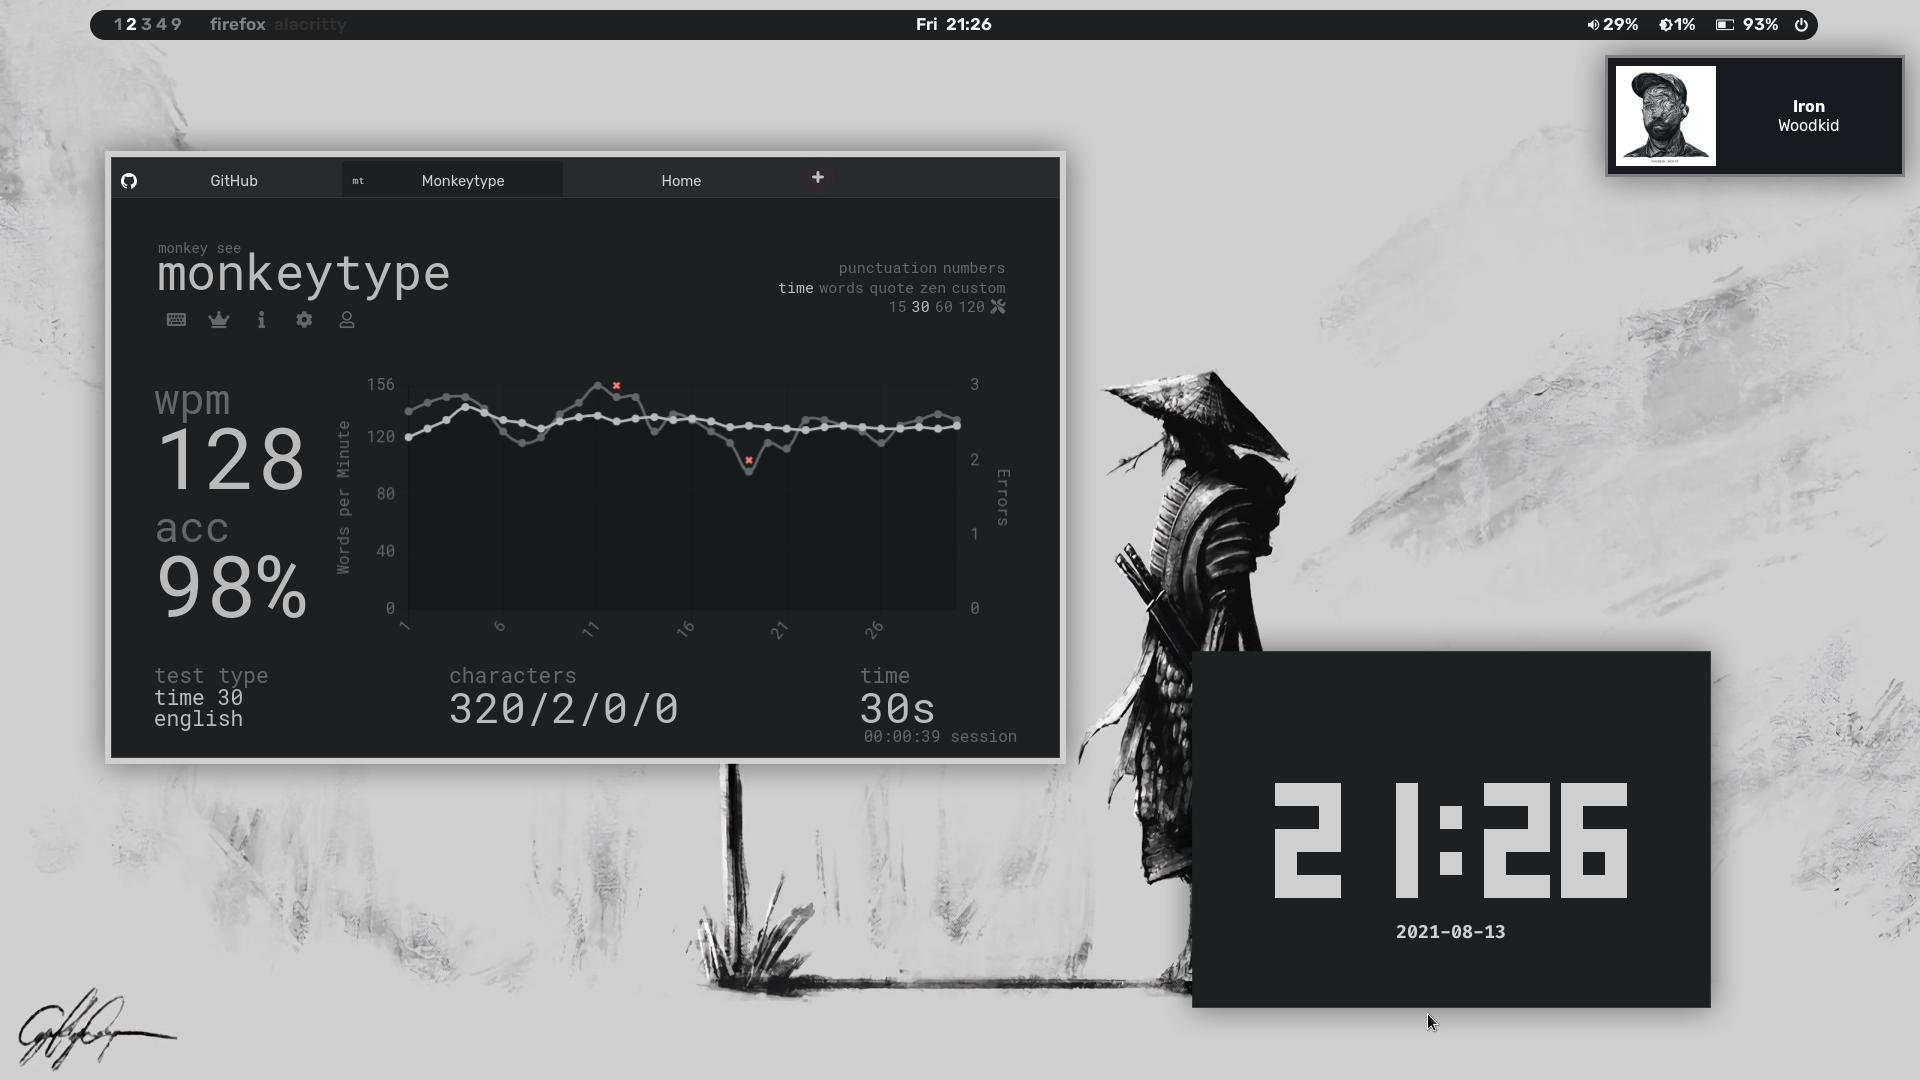 1 2 3 4 9 firefox alacritty
Fri 21:26
29% 1% 93%
Iron
Woodkid
GitHub
mt Monkeytype
Home
+
monkey see
monkeytype
punctuation numbers
time words quote zen custom
15 30 60 120
wpm
128
acc
98%
Words per Minute
156
120
80
40
0
1 6 11 16 21 26
3
2
1
0
Errors
test type
time 30
english
characters
320/2/0/0
time
30s
00:00:39 session
21:26
2021-08-13